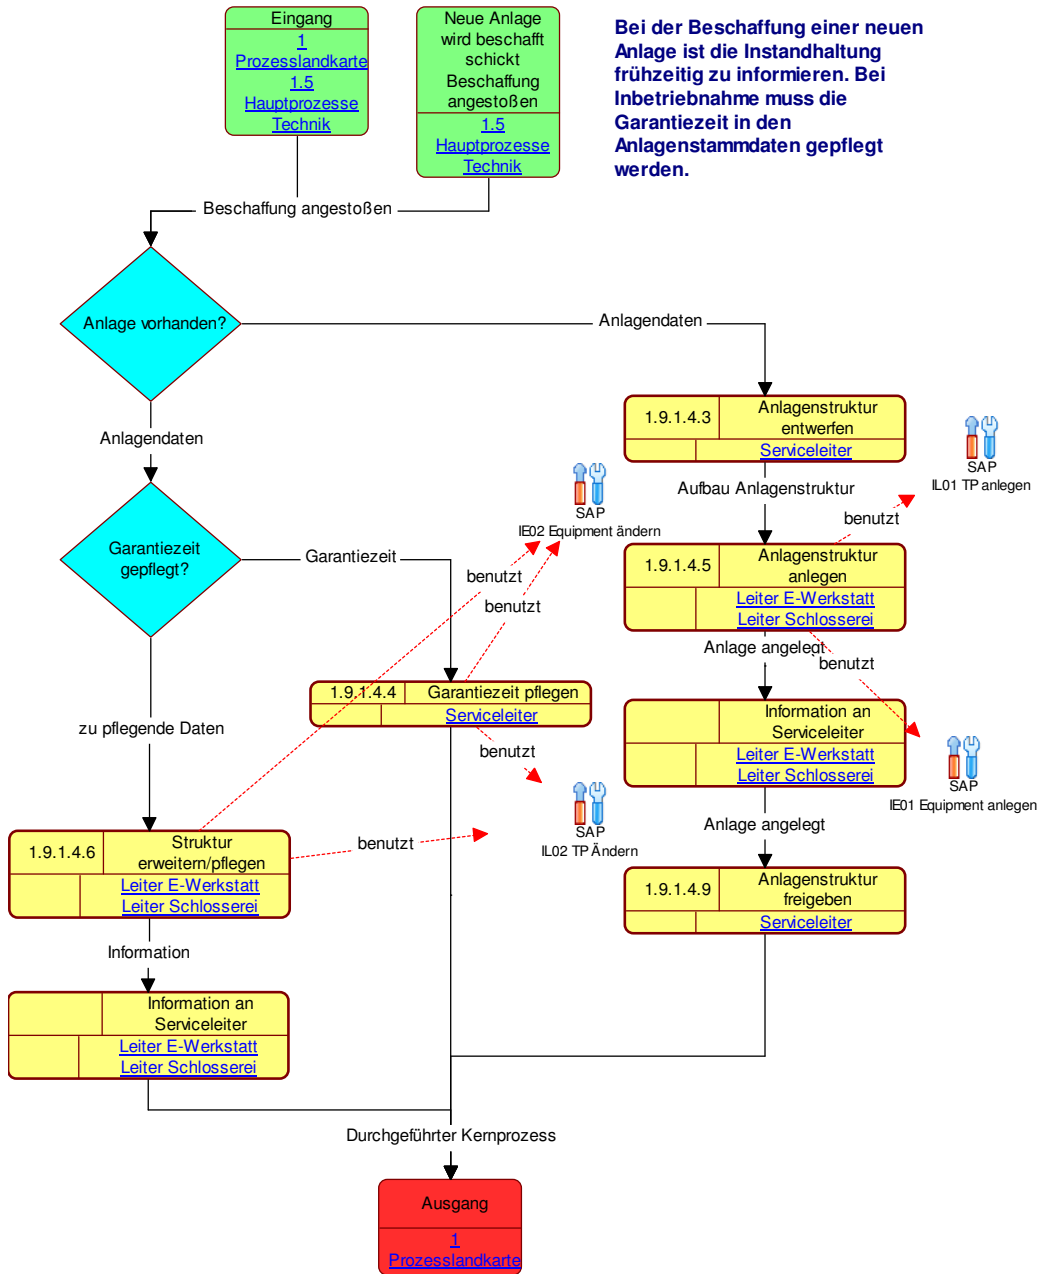 Eingang
1
Prozesslandkarte
1.5
Hauptprozesse
Technik
Neue Anlage
wird beschafft
schickt
Beschaffung
angestoßen
1.5
Hauptprozesse
Technik
Bei der Beschaffung einer neuen
Anlage ist die Instandhaltung
frühzeitig zu informieren. Bei
Inbetriebnahme muss die
Garantiezeit in den
Anlagenstammdaten gepflegt
werden.
Beschaffung angestoßen
Anlage vorhanden?
Anlagendaten
Anlagendaten
1.9.1.4.3
Anlagenstruktur
entwerfen
Serviceleiter
SAP
IL01 TP anlegen
Aufbau Anlagenstruktur
benutzt
SAP
IE02 Equipment ändern
Garantiezeit
gepflegt?
Garantiezeit
benutzt
benutzt
1.9.1.4.5
Anlagenstruktur
anlegen
Leiter E-Werkstatt
Leiter Schlosserei
Anlage angelegt
benutzt
1.9.1.4.4
Garantiezeit pflegen
Serviceleiter
zu pflegende Daten
benutzt
Information an
Serviceleiter
Leiter E-Werkstatt
Leiter Schlosserei
SAP
IE01 Equipment anlegen
SAP
IL02 TP Ändern
Anlage angelegt
1.9.1.4.6
Struktur
erweitern/pflegen
Leiter E-Werkstatt
Leiter Schlosserei
benutzt
1.9.1.4.9
Anlagenstruktur
freigeben
Serviceleiter
Information
Information an
Serviceleiter
Leiter E-Werkstatt
Leiter Schlosserei
Durchgeführter Kernprozess
Ausgang
1
Prozesslandkarte